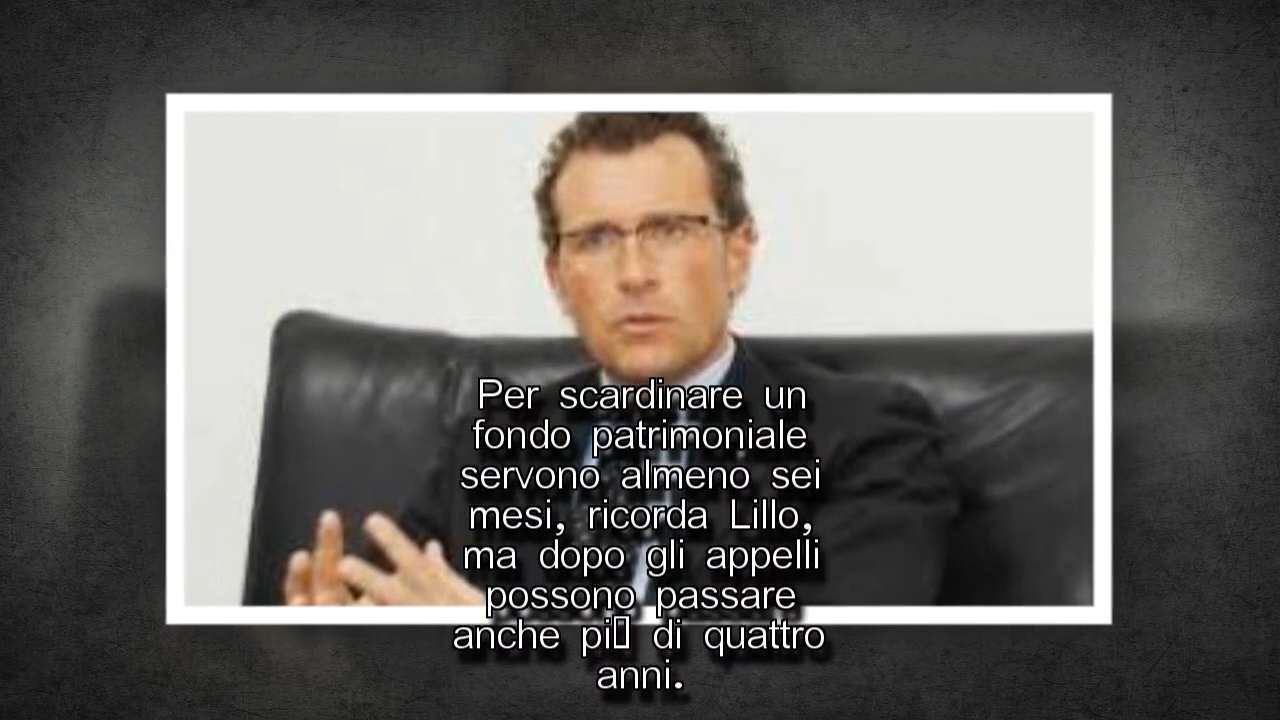 Per scardinare un
fondo patrimoniale
servono almeno sei
mesi, ricorda Lillo,
ma dopo gli appelli
possono passare
anche pi▯ di quattro
anni.